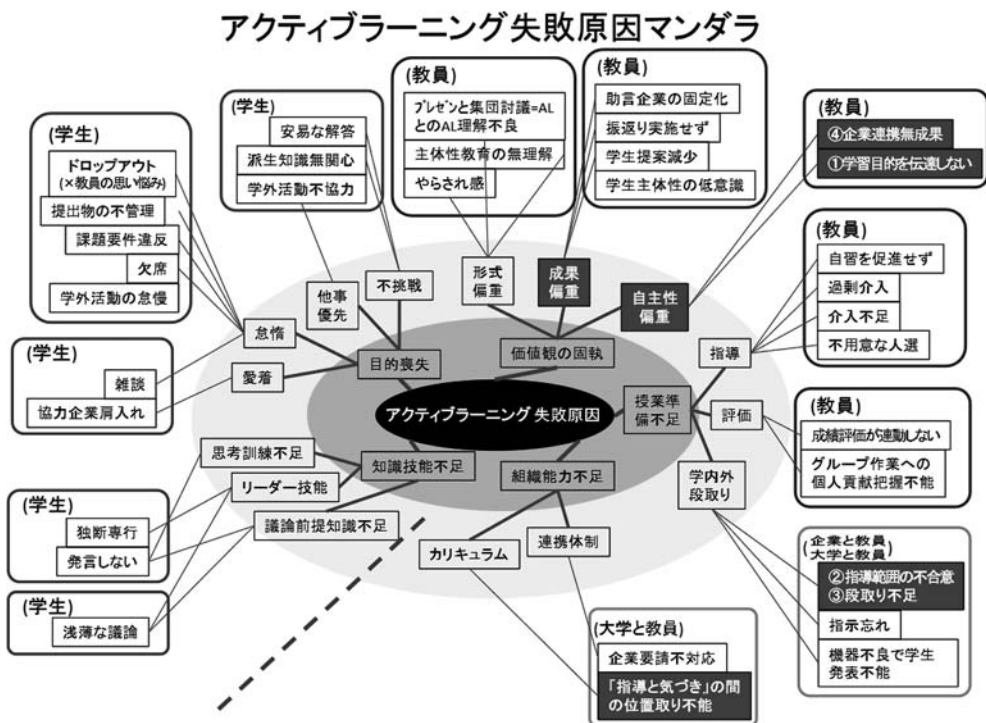 アクティブラーニング失敗原因マンダラ
(学生)
ドロップアウト
(×教員の思い悩み)
提出物の不管理
課題要件違反
欠席
学外活動の怠慢
(学生)
安易な解答
派生知識無関心
学外活動不協力
(教員)
プレゼンと集団討議=AL
とのAL理解不良
主体性教育の無理解
やらされ感
(教員)
助言企業の固定化
振返り実施せず
学生提案減少
学生主体性の低意識
(教員)
④企業連携無成果
①学習目的を伝達しない
(教員)
自習を促進せず
過剰介入
介入不足
不用意な人選
(学生)
雑談
協力企業肩入れ
怠惰
愛着
他事
優先
不挑戦
目的喪失
形式
偏重
成果
偏重
自主性
偏重
価値観の固執
アクティブラーニング失敗原因
授業準
備不足
指導
評価
学内外
段取り
(教員)
成績評価が連動しない
グループ作業への
個人貢献把握不能
思考訓練不足
リーダー技能
議論前提知識不足
知識技能不足
組織能力不足
カリキュラム
連携体制
(学生)
独断専行
発言しない
(学生)
浅薄な議論
(企業と教員
大学と教員)
②指導範囲の不合意
③段取り不足
指示忘れ
機器不良で学生
発表不能
(大学と教員)
企業要請不対応
「指導と気づき」の間
の位置取り不能